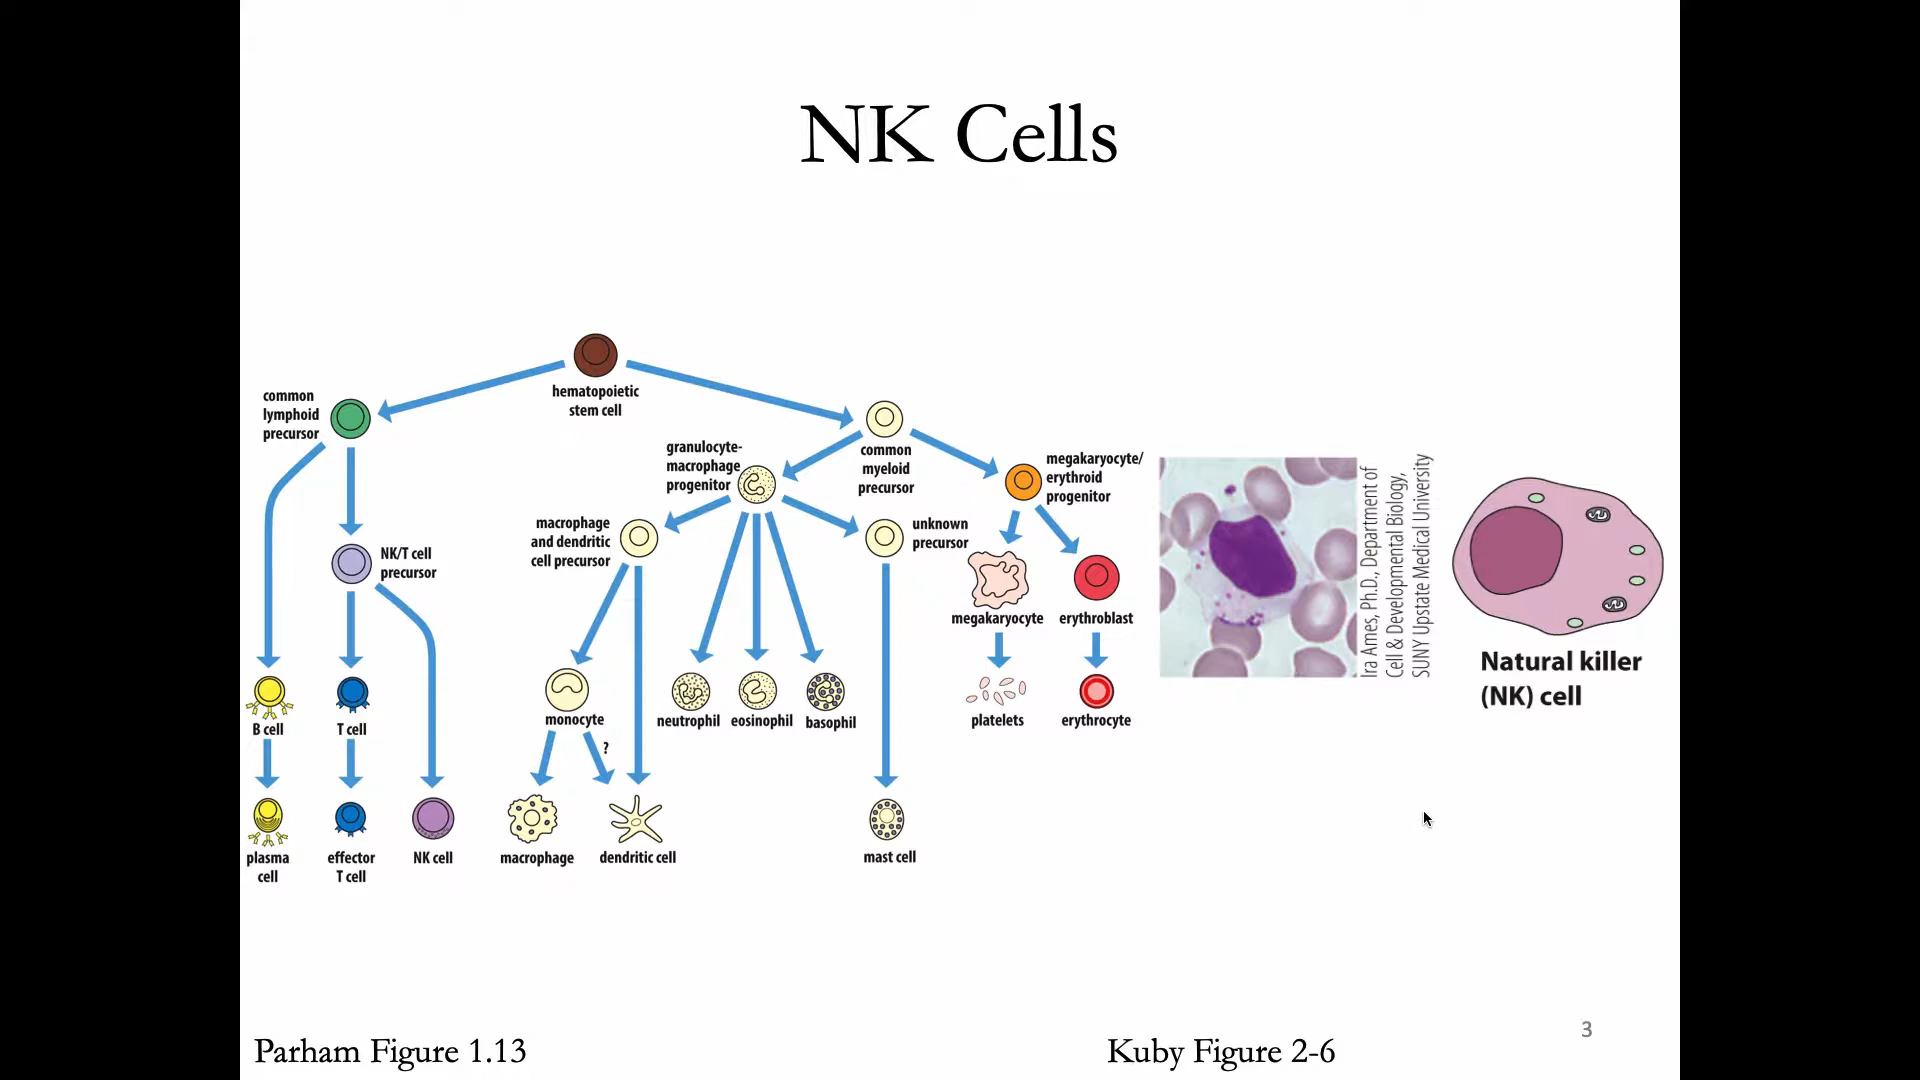 NK Cells
hematopoietic
stem cell
common
lymphoid
precursor
common
myeloid
precursor
granulocyte-
macrophage
progenitor
megakaryocyte/
erythroid
progenitor
macrophage
and dendritic
cell precursor
unknown
precursor
NK/T cell
precursor
megakaryocyte
erythroblast
B cell
T cell
monocyte
neutrophil
eosinophil
basophil
platelets
erythrocyte
?
plasma
cell
effector
T cell
NK cell
macrophage
dendritic cell
mast cell
Ira Ames, Ph.D., Department of
Cell & Developmental Biology,
SUNY Upstate Medical University
Natural killer
(NK) cell
3
Parham Figure 1.13
Kuby Figure 2-6